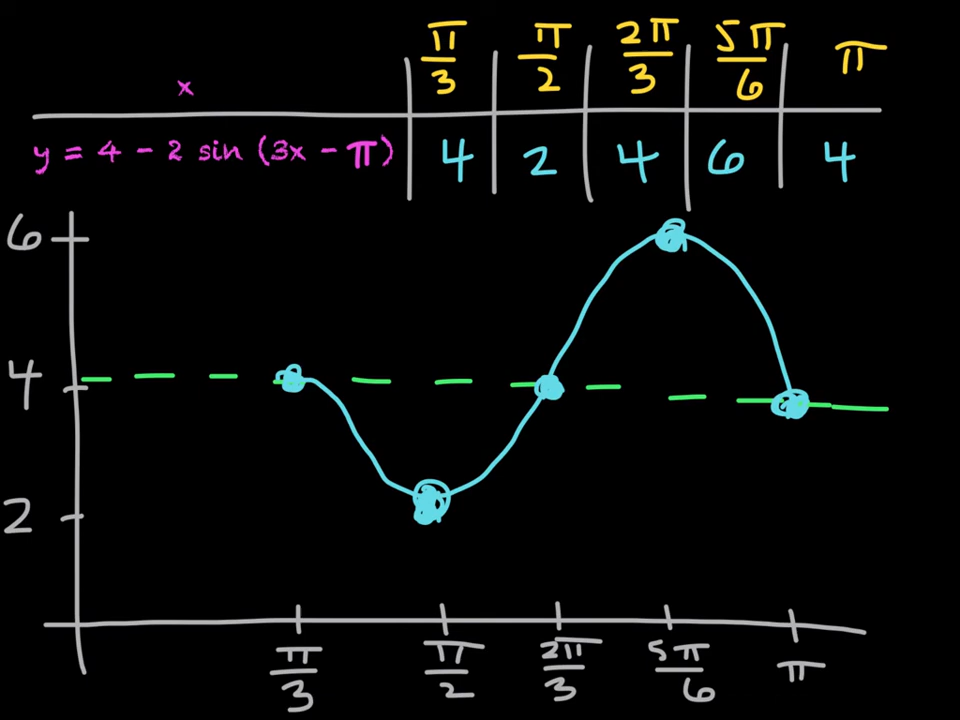 x π/3 π/2 2π/3 5π/6 π
y = 4 - 2 sin (3x - π) 4 2 4 6 4
6
4
2
π/3 π/2 2π/3 5π/6 π